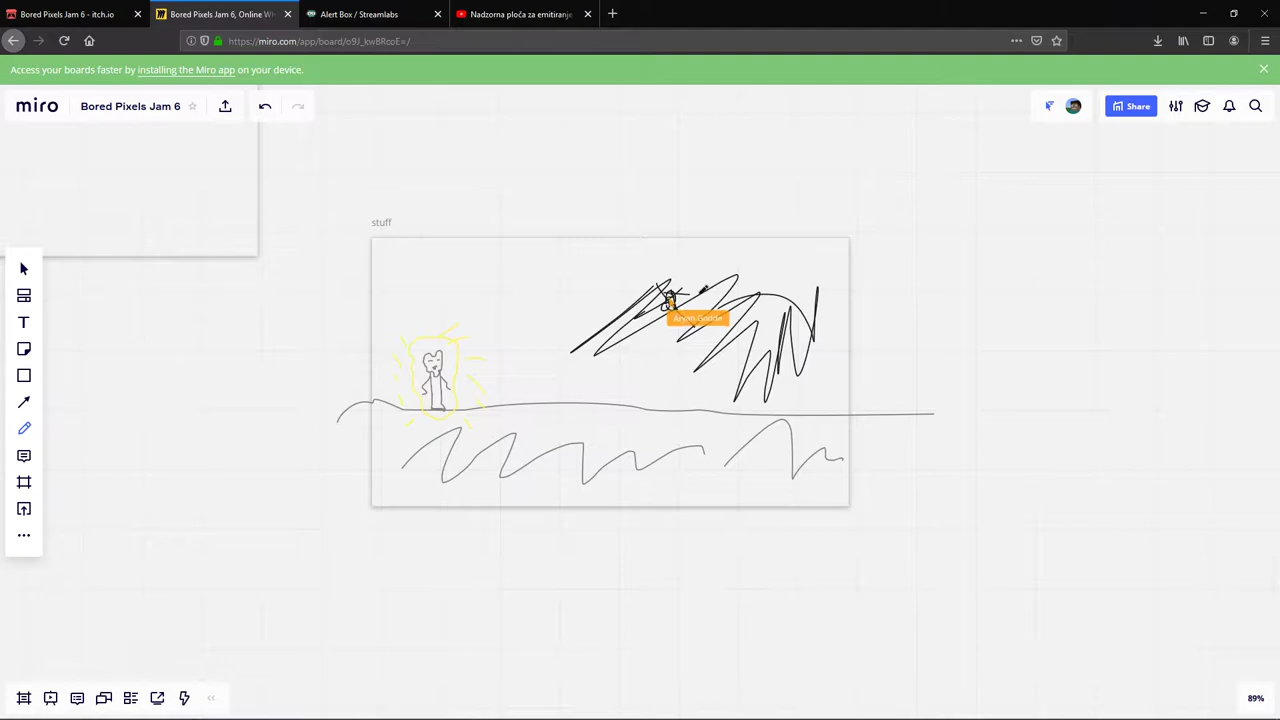 Bored Pixels Jam 6 - itch.io
Bored Pixels Jam 6, Online Wh
Alert Box / Streamlabs
Nadzorna ploča za emitiranje
https://miro.com/app/board/o9J_kwBRcoE=/
Access your boards faster by installing the Miro app on your device.
miro
Bored Pixels Jam 6
Share
stuff
89%